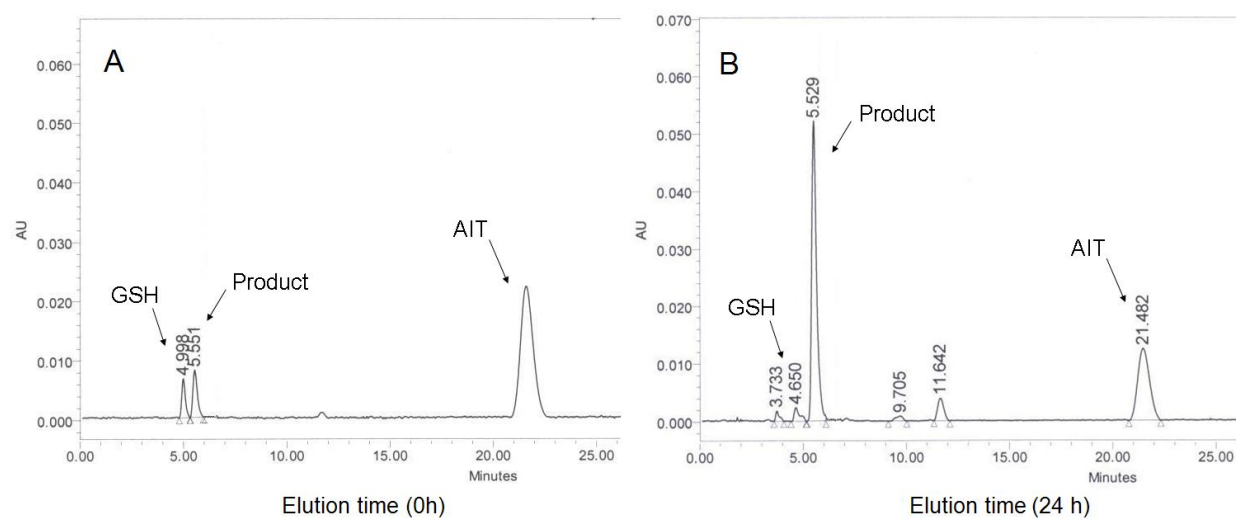 A
0.060
0.050
0.040
0.030
0.020
0.010
0.000
AU
GSH
Product
AIT
4.998
5.551
0.00
5.00
10.00
15.00
20.00
25.00
Minutes
Elution time (0h)
B
0.070
0.060
0.050
0.040
0.030
0.020
0.010
0.000
AU
GSH
Product
AIT
3.733
4.650
5.529
9.705
11.642
21.482
0.00
5.00
10.00
15.00
20.00
25.00
Minutes
Elution time (24 h)